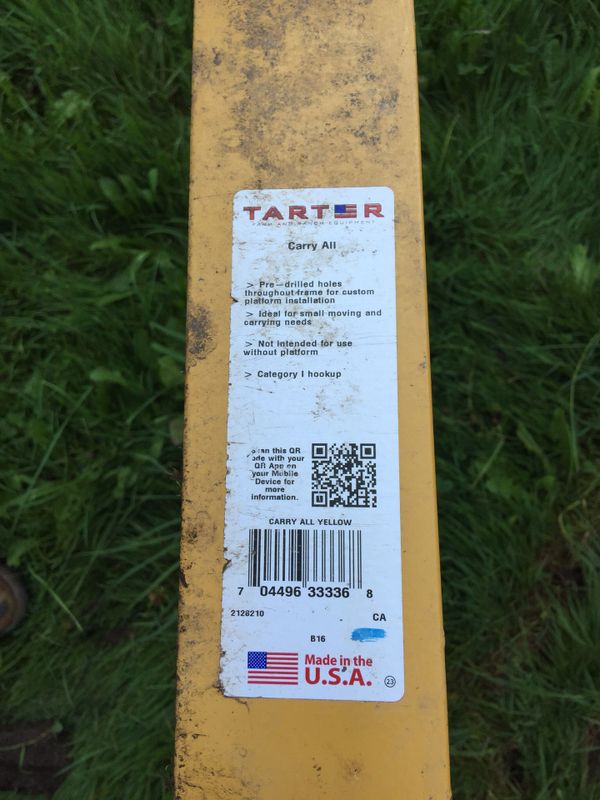 TARTER
FARM AND RANCH EQUIPMENT
Carry All
> Pre-drilled holes
throughout frame for custom
platform installation
> Ideal for small moving and
carrying needs
> Not intended for use
without platform
> Category I hookup
this QR
with your
QR App on
your Mobile
Device for
more
information.
CARRY ALL YELLOW
7 04496 33336 8
2128210 CA
B16
Made in the
U.S.A.
23